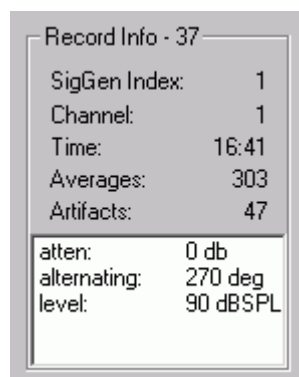 Record Info - 37
SigGen Index: 1
Channel: 1
Time: 16:41
Averages: 303
Artifacts: 47
atten: 0 db
alternating: 270 deg
level: 90 dBSPL